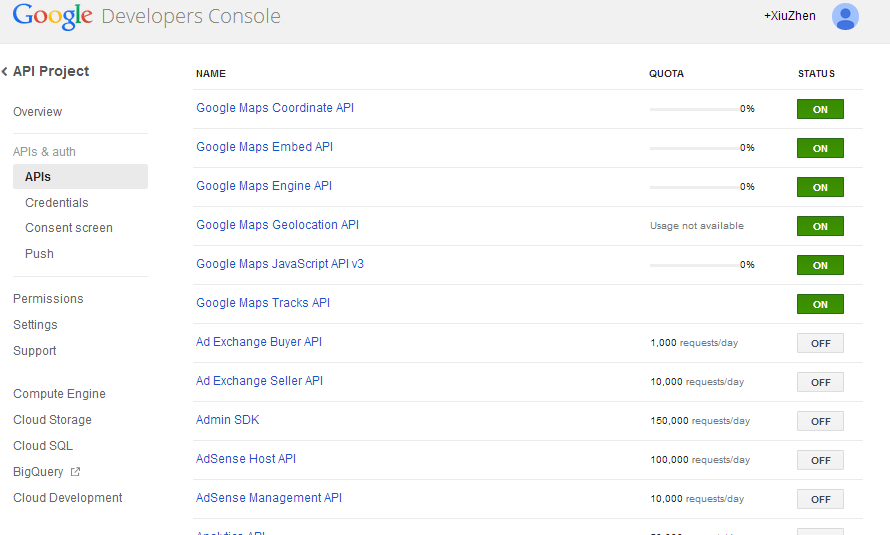 Google Developers Console
+XiuZhen
API Project
Overview
APIs & auth
APIs
Credentials
Consent screen
Push
Permissions
Settings
Support
Compute Engine
Cloud Storage
Cloud SQL
BigQuery
Cloud Development
NAME QUOTA STATUS
Google Maps Coordinate API 0% ON
Google Maps Embed API 0% ON
Google Maps Engine API 0% ON
Google Maps Geolocation API Usage not available ON
Google Maps JavaScript API v3 0% ON
Google Maps Tracks API ON
Ad Exchange Buyer API 1,000 requests/day OFF
Ad Exchange Seller API 10,000 requests/day OFF
Admin SDK 150,000 requests/day OFF
AdSense Host API 100,000 requests/day OFF
AdSense Management API 10,000 requests/day OFF
Analytics API